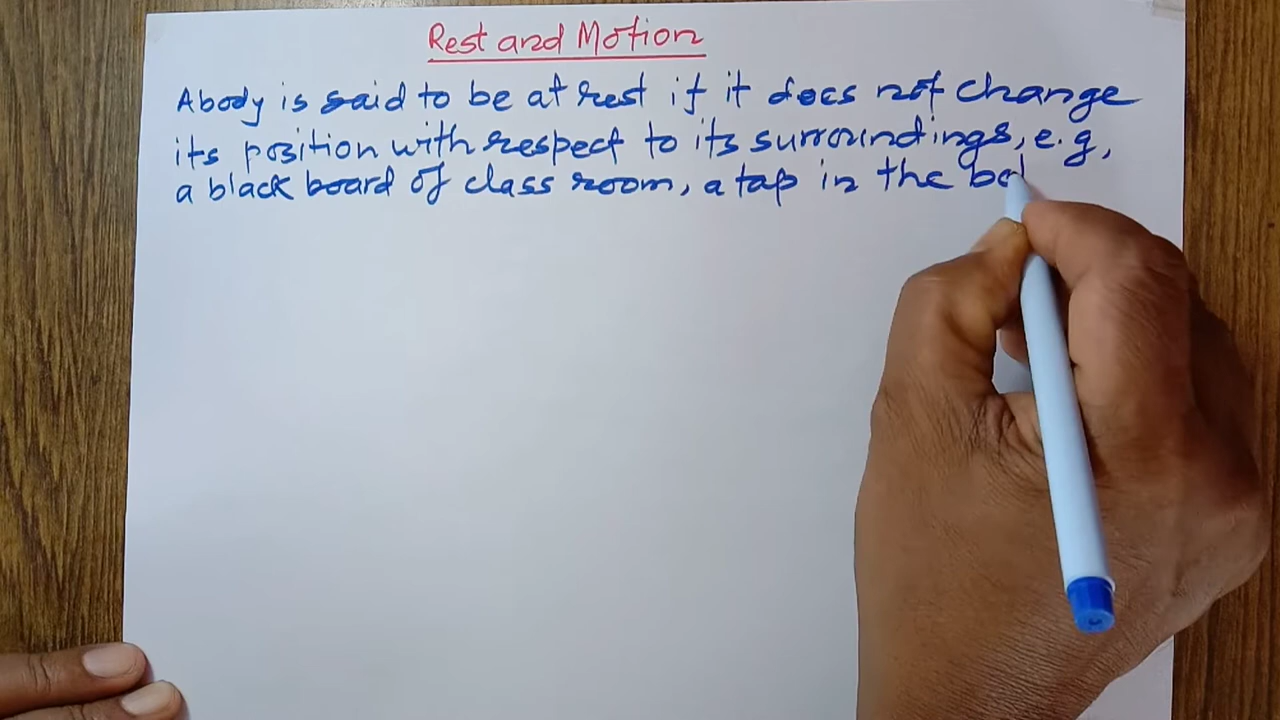 Rest and Motion
A body is said to be at rest if it does not change
its position with respect to its surroundings, e.g,
a black board of class room, a tap in the